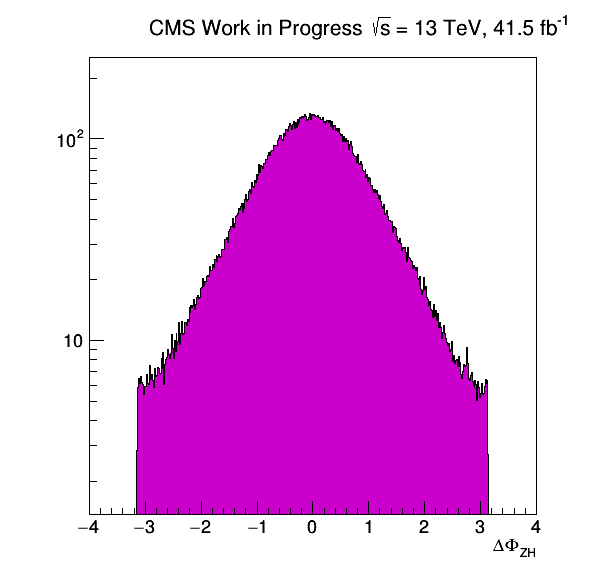 CMS Work in Progress √s = 13 TeV, 41.5 fb⁻¹
10²
10
−4 −3 −2 −1 0 1 2 3 4
ΔΦ_ZH